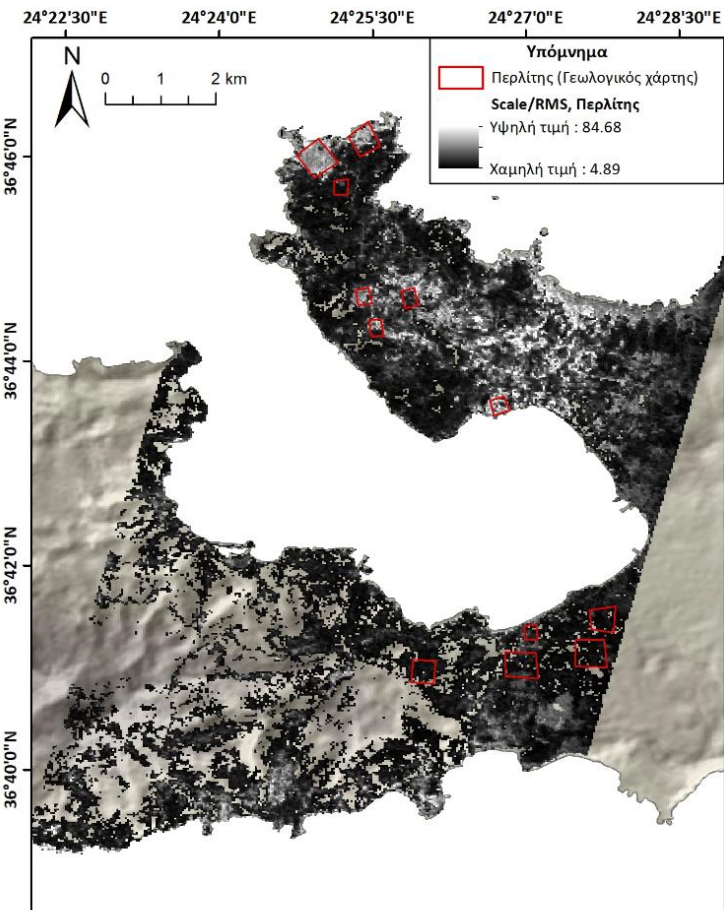 24°22'30"E 24°24'0"E 24°25'30"E 24°27'0"E 24°28'30"E
N
0 1 2 km
Υπόμνημα
Περλίτης (Γεωλογικός χάρτης)
Scale/RMS, Περλίτης
Υψηλή τιμή : 84.68
Χαμηλή τιμή : 4.89
36°46'0"N
36°44'0"N
36°42'0"N
36°40'0"N